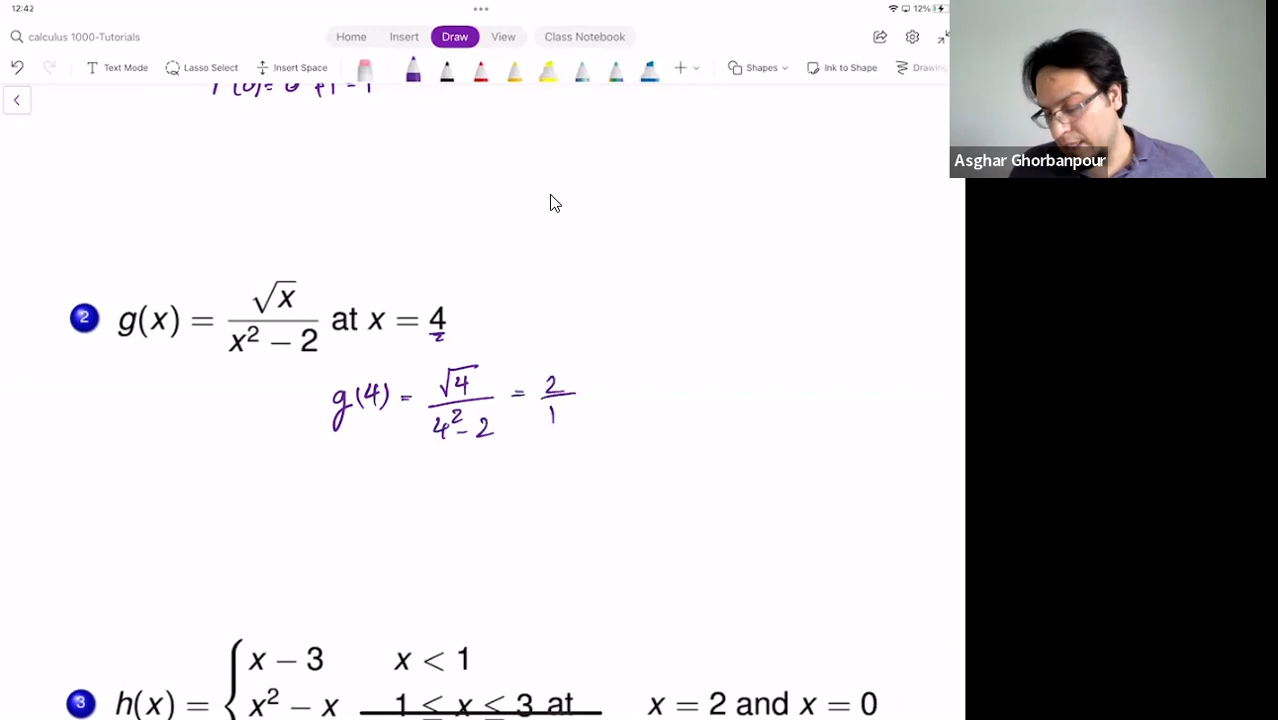 12:42
12%
calculus 1000-Tutorials
Home Insert Draw View Class Notebook
Text Mode Lasso Select Insert Space Shapes Ink to Shape Drawing
Asghar Ghorbanpour
2 g(x) = √x / x² − 2 at x = 4
g(4) = √4 / 4² − 2 = 2 / 1
3 h(x) = { x − 3 x < 1
x² − x 1 ≤ x ≤ 3 at x = 2 and x = 0